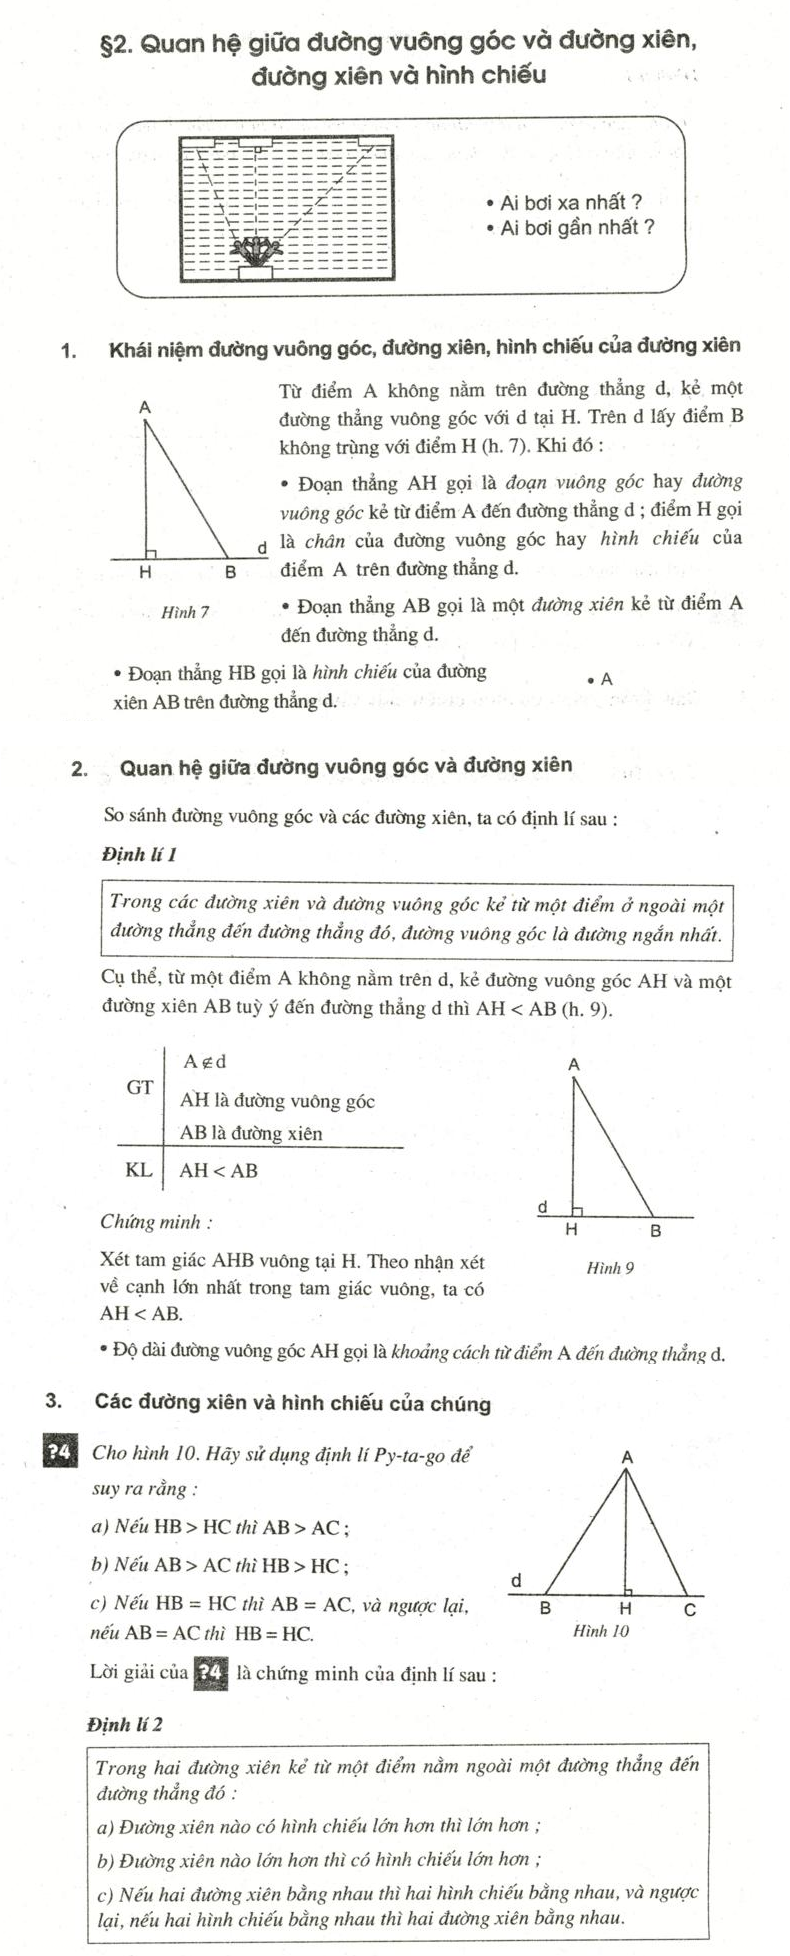 §2. Quan hệ giữa đường vuông góc và đường xiên,
đường xiên và hình chiếu
• Ai bơi xa nhất ?
• Ai bơi gần nhất ?
1. Khái niệm đường vuông góc, đường xiên, hình chiếu của đường xiên
Từ điểm A không nằm trên đường thẳng d, kẻ một
đường thẳng vuông góc với d tại H. Trên d lấy điểm B
không trùng với điểm H (h. 7). Khi đó :
• Đoạn thẳng AH gọi là đoạn vuông góc hay đường
vuông góc kẻ từ điểm A đến đường thẳng d ; điểm H gọi
là chân của đường vuông góc hay hình chiếu của
điểm A trên đường thẳng d.
A
d
H B
Hình 7
• Đoạn thẳng AB gọi là một đường xiên kẻ từ điểm A
đến đường thẳng d.
• Đoạn thẳng HB gọi là hình chiếu của đường
xiên AB trên đường thẳng d.
• A
2. Quan hệ giữa đường vuông góc và đường xiên
So sánh đường vuông góc và các đường xiên, ta có định lí sau :
Định lí 1
Trong các đường xiên và đường vuông góc kẻ từ một điểm ở ngoài một
đường thẳng đến đường thẳng đó, đường vuông góc là đường ngắn nhất.
Cụ thể, từ một điểm A không nằm trên d, kẻ đường vuông góc AH và một
đường xiên AB tuỳ ý đến đường thẳng d thì AH < AB (h. 9).
A ∉ d
GT
AH là đường vuông góc
AB là đường xiên
KL AH < AB
A
d
H B
Hình 9
Chứng minh :
Xét tam giác AHB vuông tại H. Theo nhận xét
về cạnh lớn nhất trong tam giác vuông, ta có
AH < AB.
• Độ dài đường vuông góc AH gọi là khoảng cách từ điểm A đến đường thẳng d.
3. Các đường xiên và hình chiếu của chúng
?4 Cho hình 10. Hãy sử dụng định lí Py-ta-go để
suy ra rằng :
a) Nếu HB > HC thì AB > AC ;
b) Nếu AB > AC thì HB > HC ;
c) Nếu HB = HC thì AB = AC, và ngược lại,
nếu AB = AC thì HB = HC.
A
d
B H C
Hình 10
Lời giải của ?4 là chứng minh của định lí sau :
Định lí 2
Trong hai đường xiên kẻ từ một điểm nằm ngoài một đường thẳng đến
đường thẳng đó :
a) Đường xiên nào có hình chiếu lớn hơn thì lớn hơn ;
b) Đường xiên nào lớn hơn thì có hình chiếu lớn hơn ;
c) Nếu hai đường xiên bằng nhau thì hai hình chiếu bằng nhau, và ngược
lại, nếu hai hình chiếu bằng nhau thì hai đường xiên bằng nhau.